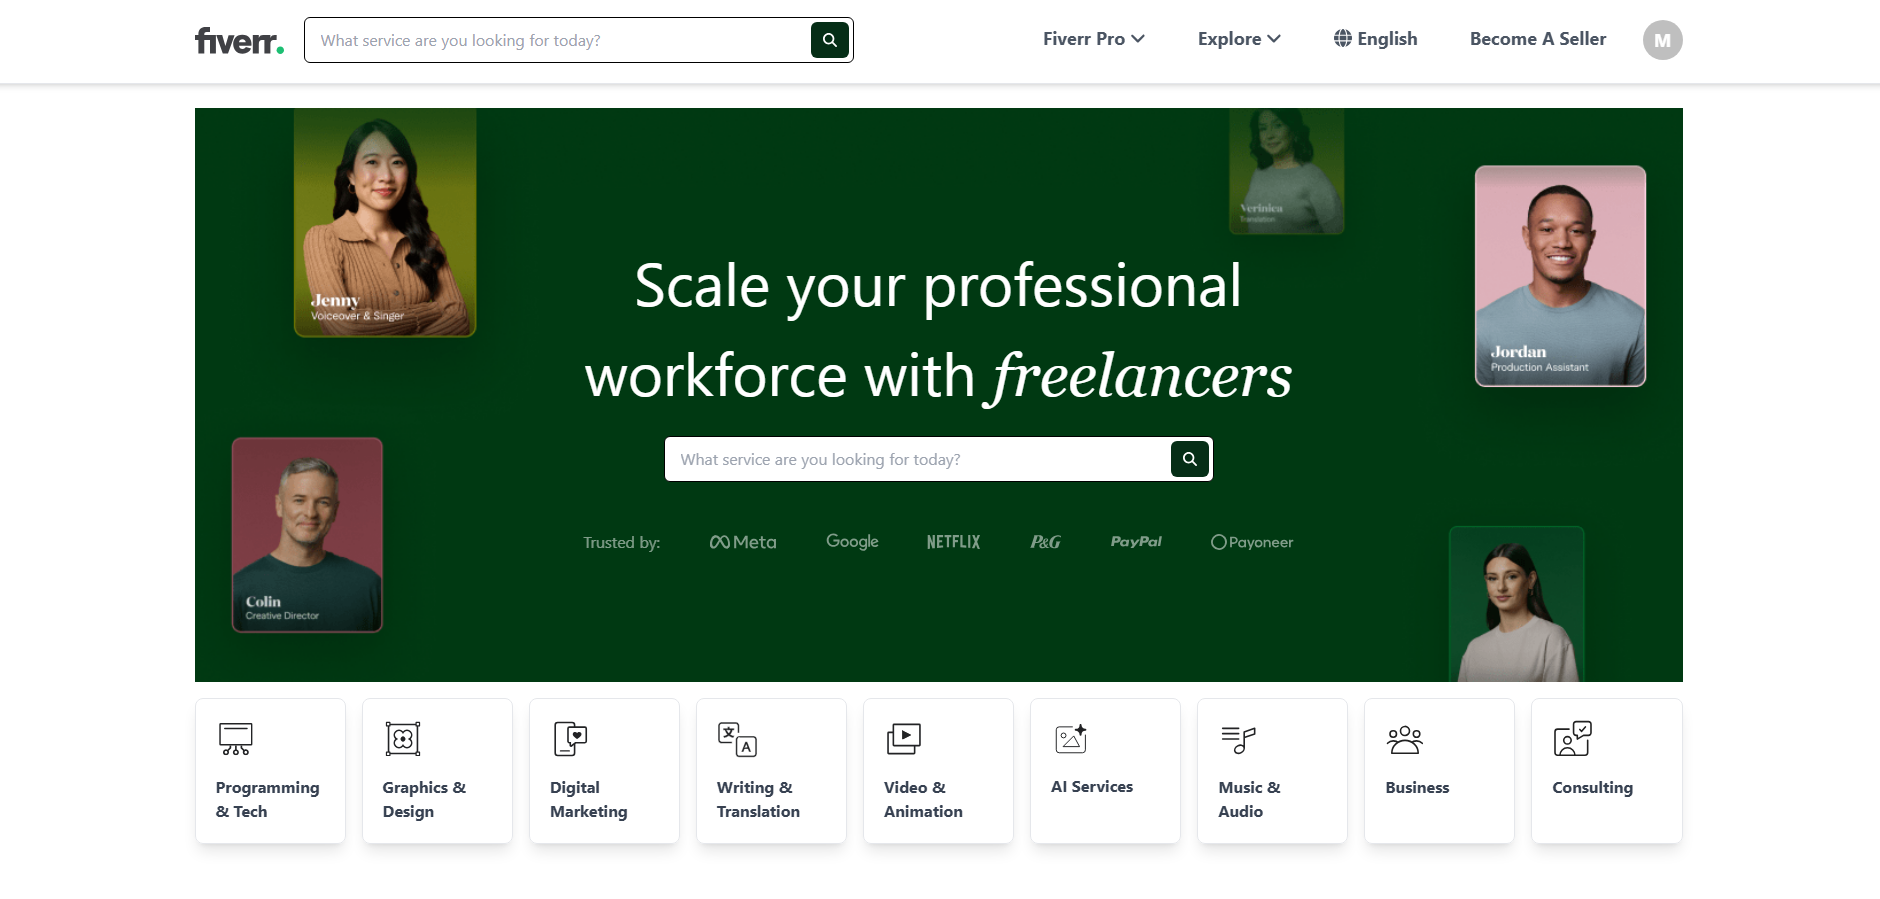 fiverr.
What service are you looking for today?
Fiverr Pro
Explore
English
Become A Seller
M
Jenny
Voiceover & Singer
Verinica
Translation
Jordan
Production Assistant
Scale your professional
workforce with freelancers
What service are you looking for today?
Colin
Creative Director
Trusted by:
Meta
Google
NETFLIX
P&G
PayPal
Payoneer
Programming
& Tech
Graphics &
Design
Digital
Marketing
文
A
Writing &
Translation
Video &
Animation
AI Services
Music &
Audio
Business
Consulting